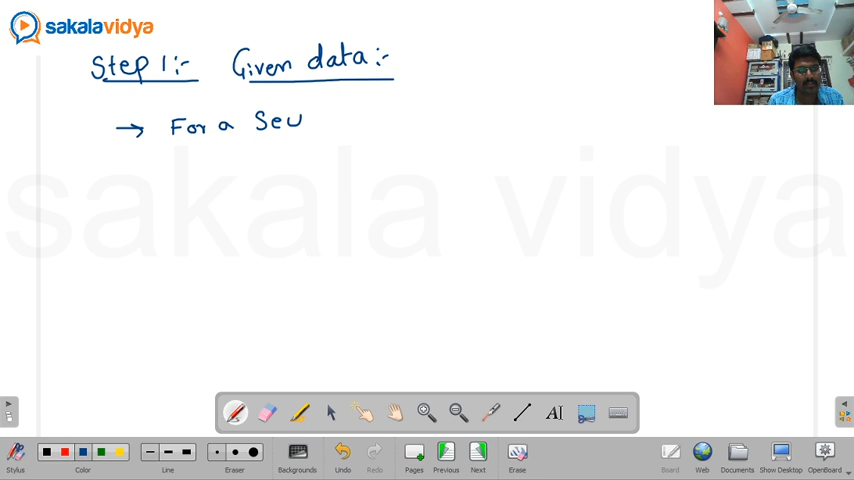 sakalavidya
Step 1:- Given data:-
→ For a Seu
sakala vidya
Stylus Color Line Eraser Backgrounds Undo Redo Pages Previous Next Erase Board Web Documents Show Desktop OpenBoard